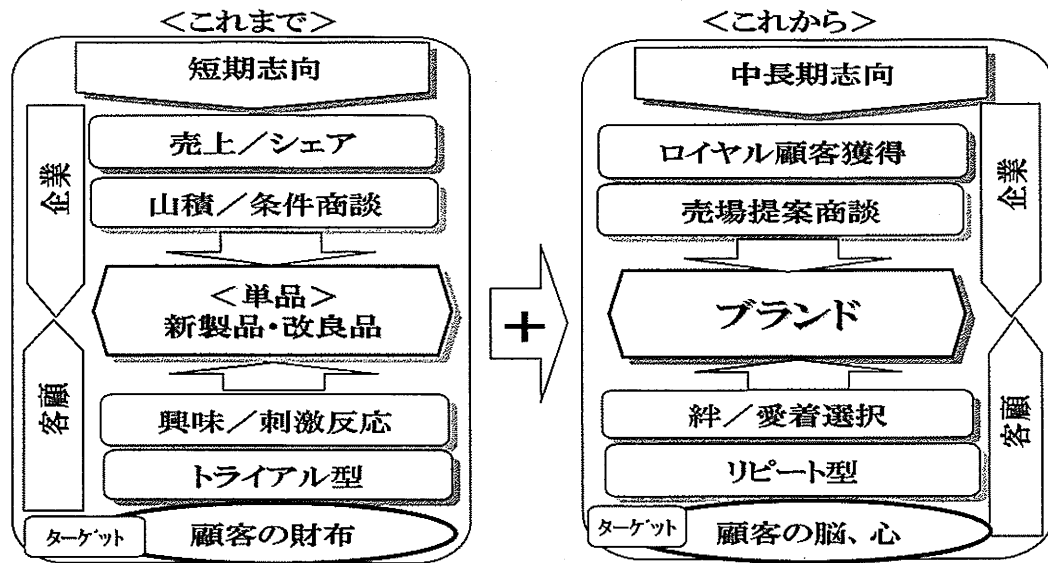 ＜これまで＞
短期志向
企業
売上／シェア
山積／条件商談
＜単品＞
新製品・改良品
客顧
興味／刺激反応
トライアル型
ターゲット
顧客の財布
＋
＜これから＞
中長期志向
企業
ロイヤル顧客獲得
売場提案商談
ブランド
客顧
絆／愛着選択
リピート型
ターゲット
顧客の脳、心